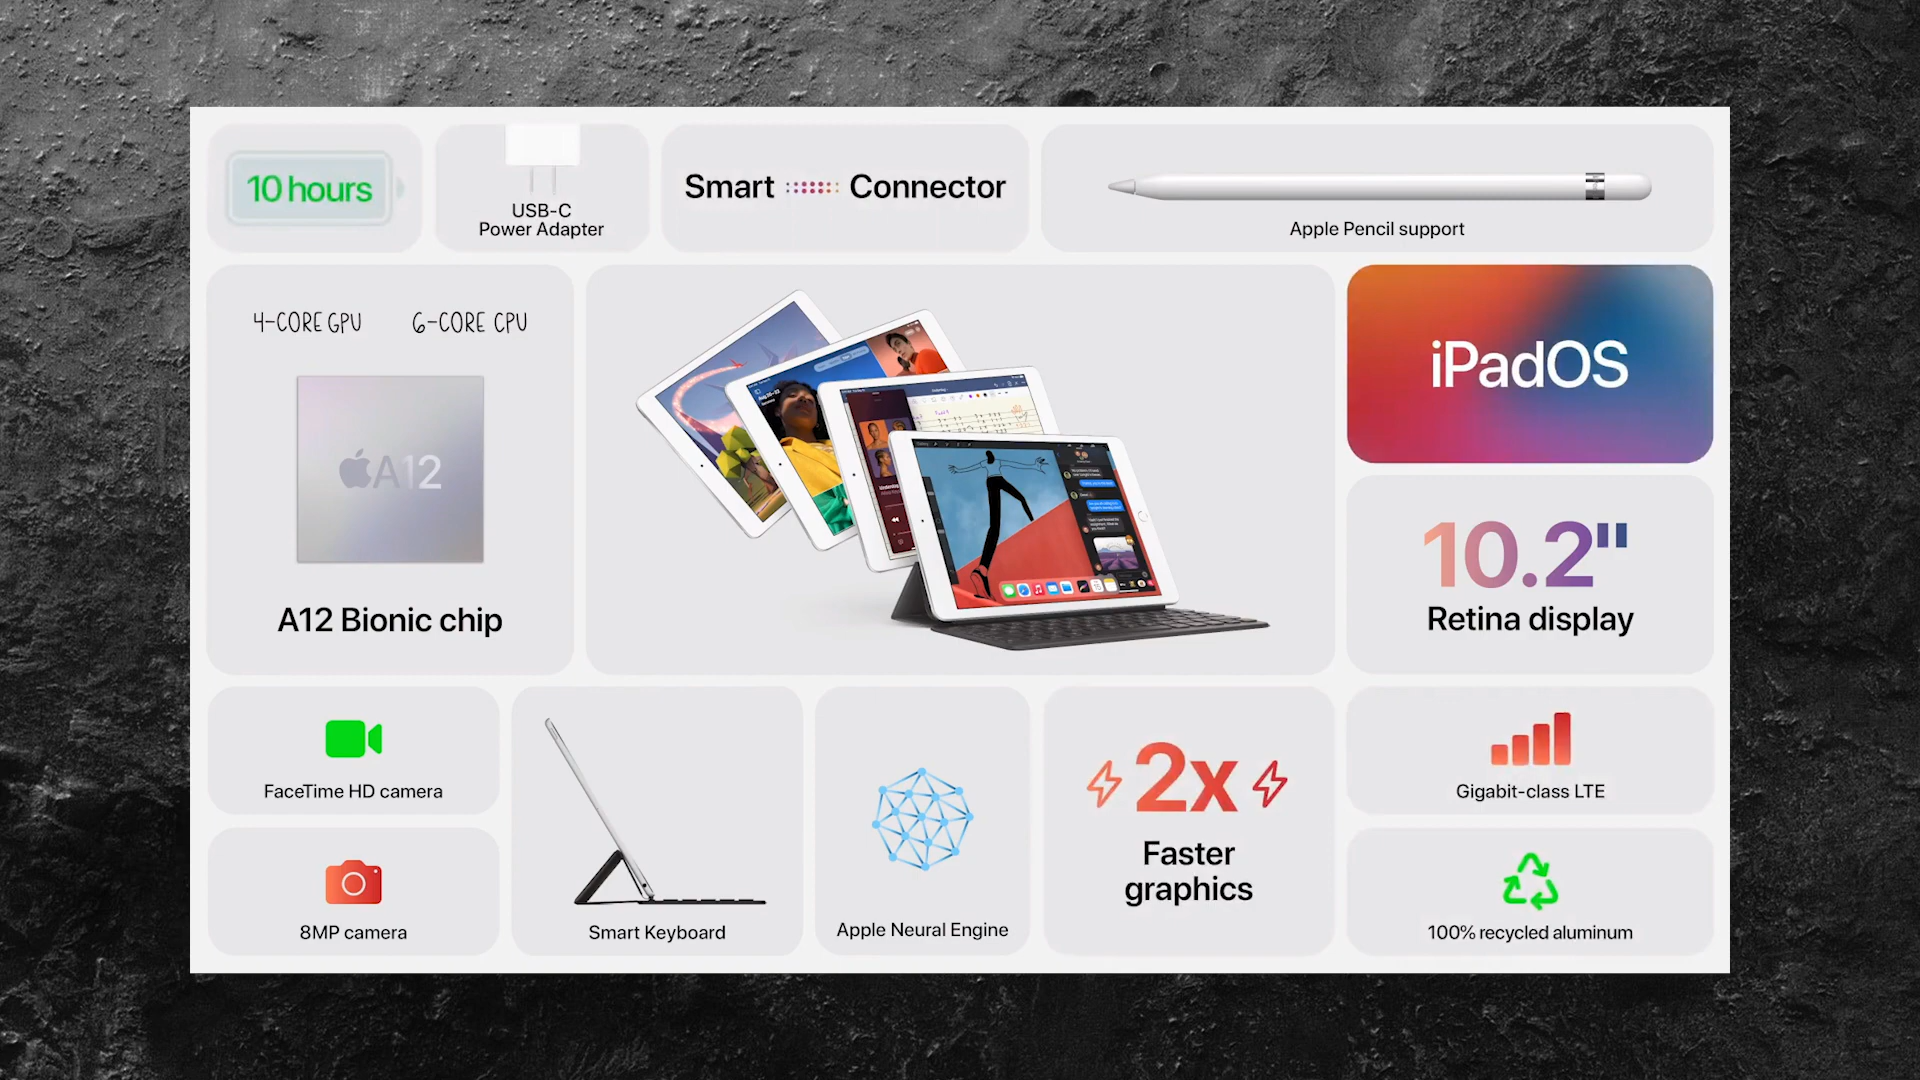 10 hours
USB-C
Power Adapter
Smart Connector
Apple Pencil support
4-CORE GPU 6-CORE CPU
A12
A12 Bionic chip
iPadOS
10.2"
Retina display
FaceTime HD camera
8MP camera
Smart Keyboard
Apple Neural Engine
2x
Faster
graphics
Gigabit-class LTE
100% recycled aluminum